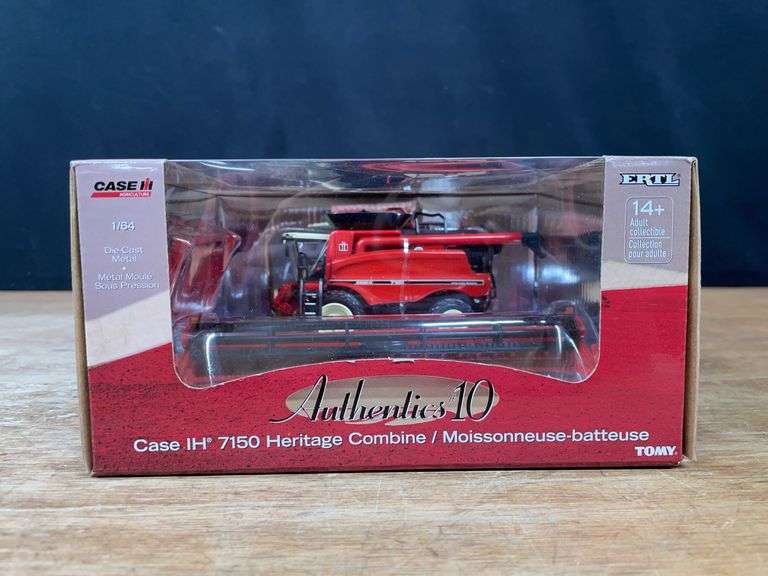 CASE IH
AGRICULTURE
1/64
Die-Cast
Metal
•
Métal Moulé
Sous Pression
ERTL
14+
Adult
collectible
Collection
pour adulte
Authentics 10
Case IH® 7150 Heritage Combine / Moissonneuse-batteuse
TOMY